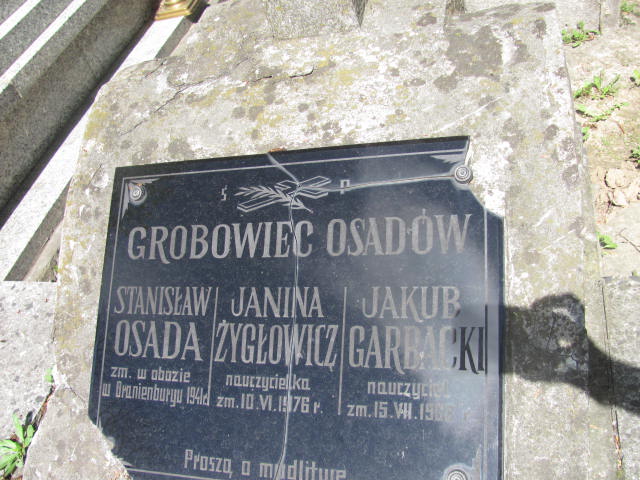 Ś P
GROBOWIEC OSADÓW
STANISŁAW
OSADA
zm. w obozie
w Oranienburgu 1941r.
JANINA
ŻYGŁOWICZ
nauczycielka
zm. 10. VI. 1976 r.
JAKUB
GARBACKI
nauczyciel
zm. 15. VII.
Proszą o modlitwę